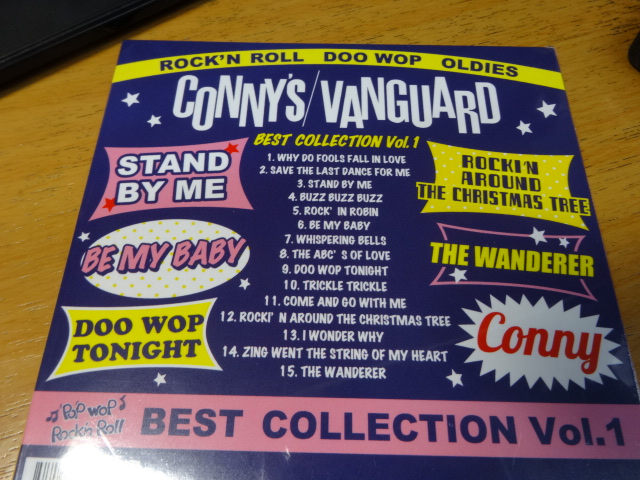 ROCK'N ROLL DOO WOP OLDIES
CONNY'S/VANGUARD
BEST COLLECTION Vol.1
1. WHY DO FOOLS FALL IN LOVE
2. SAVE THE LAST DANCE FOR ME
3. STAND BY ME
4. BUZZ BUZZ BUZZ
5. ROCK' IN ROBIN
6. BE MY BABY
7. WHISPERING BELLS
8. THE ABC' S OF LOVE
9. DOO WOP TONIGHT
10. TRICKLE TRICKLE
11. COME AND GO WITH ME
12. ROCKI' N AROUND THE CHRISTMAS TREE
13. I WONDER WHY
14. ZING WENT THE STRING OF MY HEART
15. THE WANDERER
STAND
BY ME
BE MY BABY
DOO WOP
TONIGHT
ROCKI'N
AROUND
THE CHRISTMAS TREE
THE WANDERER
Conny
Pop woP
Rock'n Roll
BEST COLLECTION Vol.1